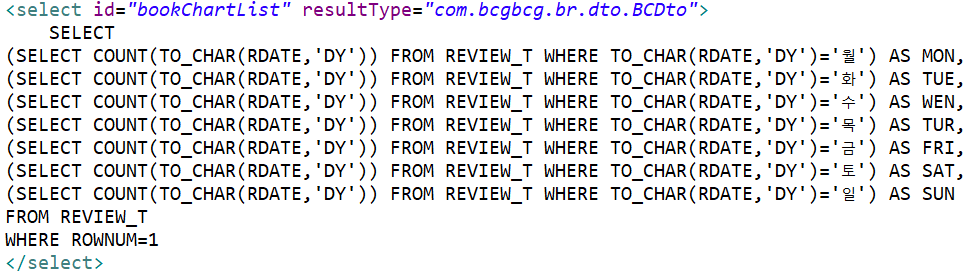 <select id="bookChartList" resultType="com.bcgbcg.br.dto.BCDto">
SELECT
(SELECT COUNT(TO_CHAR(RDATE,'DY')) FROM REVIEW_T WHERE TO_CHAR(RDATE,'DY')='월') AS MON,
(SELECT COUNT(TO_CHAR(RDATE,'DY')) FROM REVIEW_T WHERE TO_CHAR(RDATE,'DY')='화') AS TUE,
(SELECT COUNT(TO_CHAR(RDATE,'DY')) FROM REVIEW_T WHERE TO_CHAR(RDATE,'DY')='수') AS WEN,
(SELECT COUNT(TO_CHAR(RDATE,'DY')) FROM REVIEW_T WHERE TO_CHAR(RDATE,'DY')='목') AS TUR,
(SELECT COUNT(TO_CHAR(RDATE,'DY')) FROM REVIEW_T WHERE TO_CHAR(RDATE,'DY')='금') AS FRI,
(SELECT COUNT(TO_CHAR(RDATE,'DY')) FROM REVIEW_T WHERE TO_CHAR(RDATE,'DY')='토') AS SAT,
(SELECT COUNT(TO_CHAR(RDATE,'DY')) FROM REVIEW_T WHERE TO_CHAR(RDATE,'DY')='일') AS SUN
FROM REVIEW_T
WHERE ROWNUM=1
</select>